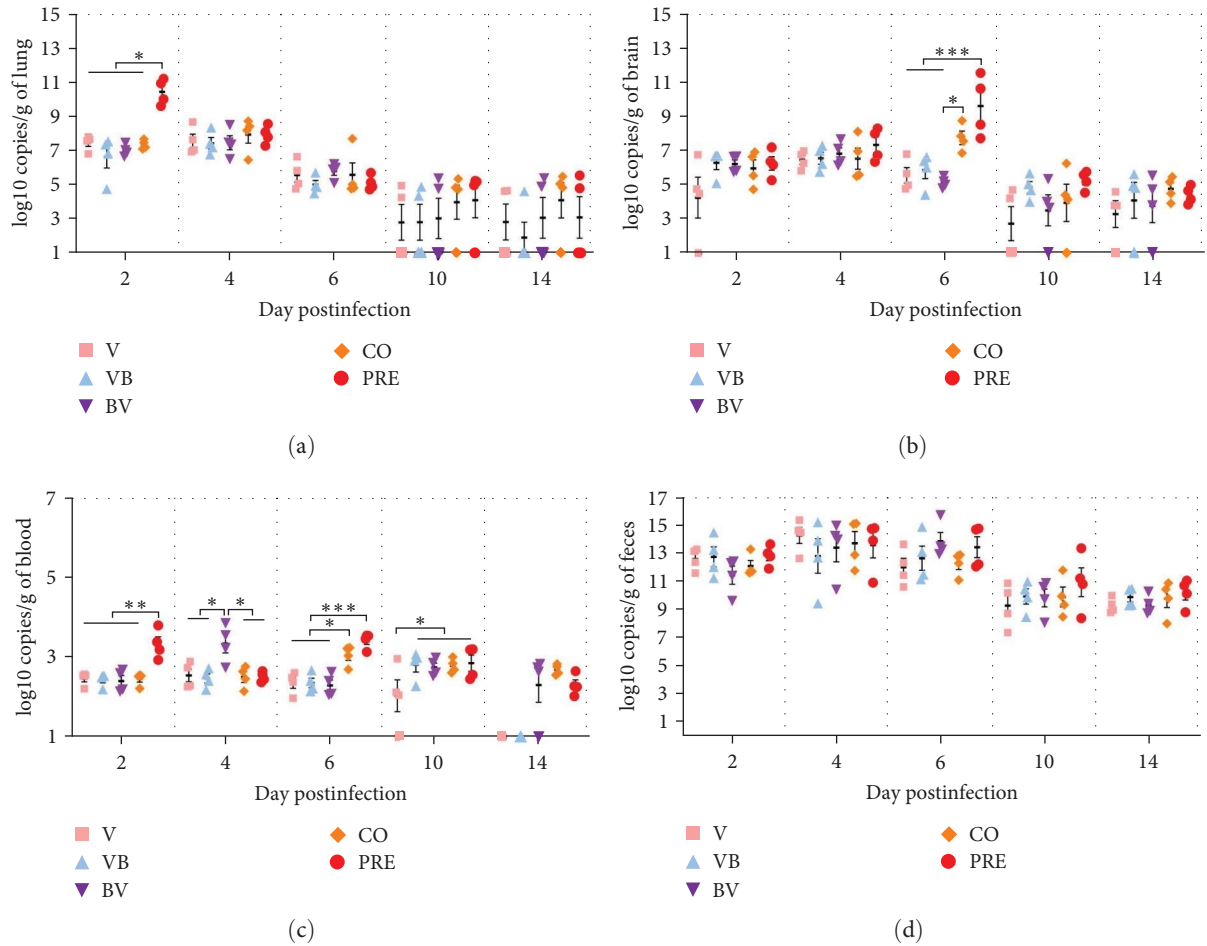 log10 copies/g of lung
15
13
11
9
7
5
3
1
*
2 4 6 10 14
Day postinfection
V CO
VB PRE
BV
(a)
log10 copies/g of brain
15
13
11
9
7
5
3
1
***
*
2 4 6 10 14
Day postinfection
V CO
VB PRE
BV
(b)
log10 copies/g of blood
7
5
3
1
** * * *** * *
2 4 6 10 14
Day postinfection
V CO
VB PRE
BV
(c)
log10 copies/g of feces
17
15
13
11
9
7
5
3
1
2 4 6 10 14
Day postinfection
V CO
VB PRE
BV
(d)